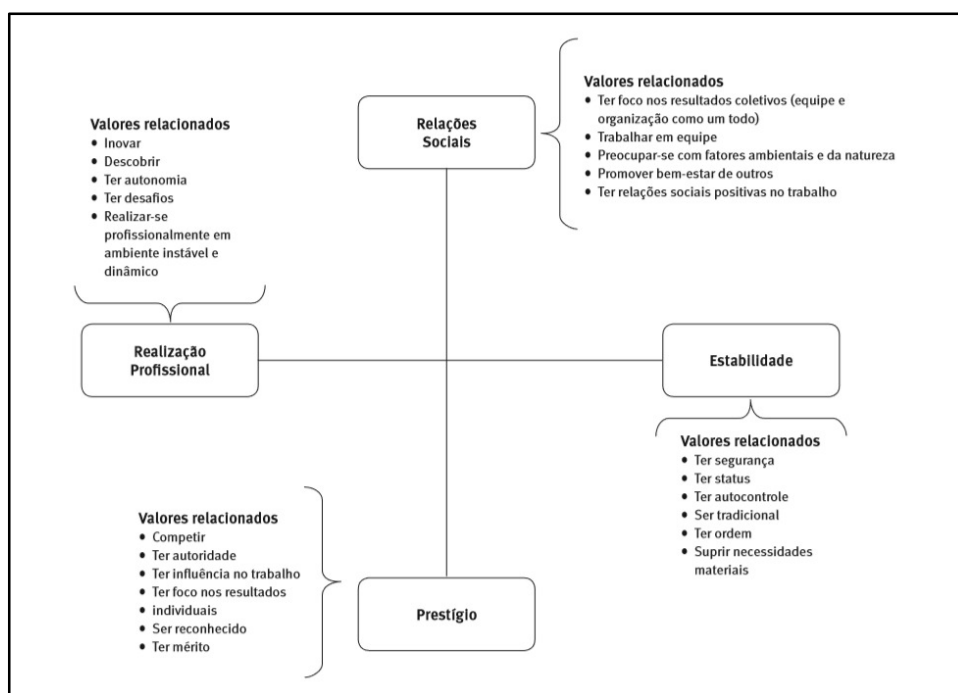 Relações
Sociais
Valores relacionados
• Ter foco nos resultados coletivos (equipe e
organização como um todo)
• Trabalhar em equipe
• Preocupar-se com fatores ambientais e da natureza
• Promover bem-estar de outros
• Ter relações sociais positivas no trabalho
Valores relacionados
• Inovar
• Descobrir
• Ter autonomia
• Ter desafios
• Realizar-se
profissionalmente em
ambiente instável e
dinâmico
Realização
Profissional
Estabilidade
Valores relacionados
• Ter segurança
• Ter status
• Ter autocontrole
• Ser tradicional
• Ter ordem
• Suprir necessidades
materiais
Valores relacionados
• Competir
• Ter autoridade
• Ter influência no trabalho
• Ter foco nos resultados
• individuais
• Ser reconhecido
• Ter mérito
Prestígio